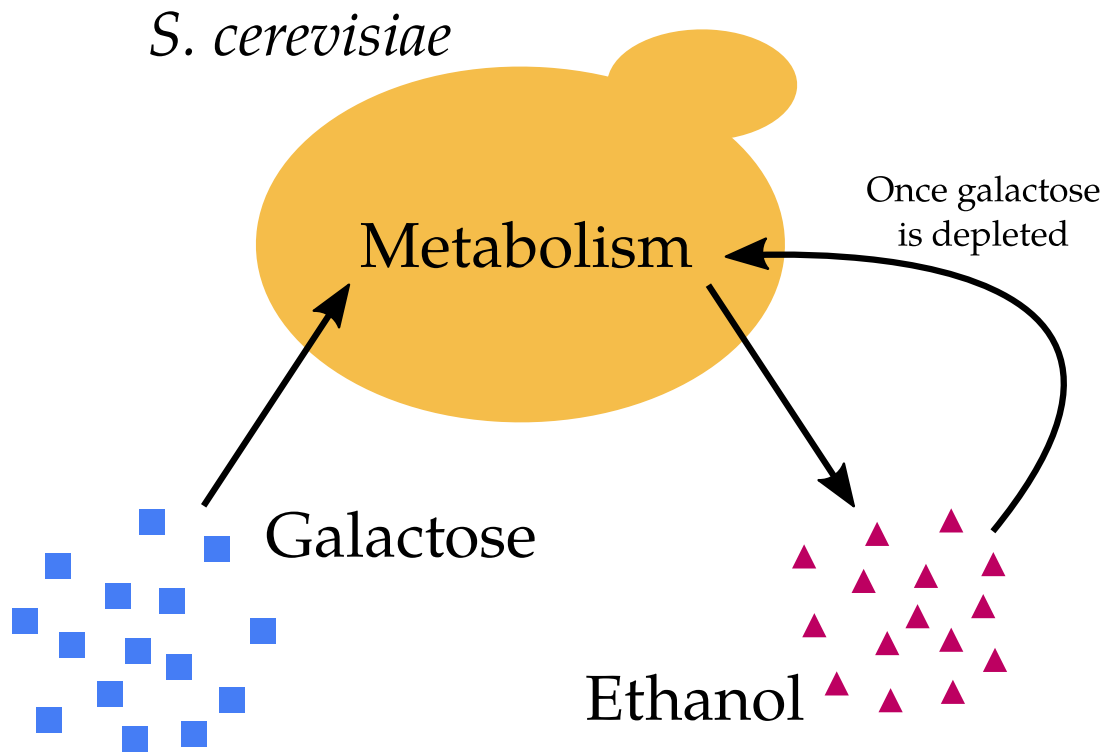 S. cerevisiae
Once galactose
is depleted
Metabolism
Galactose
Ethanol